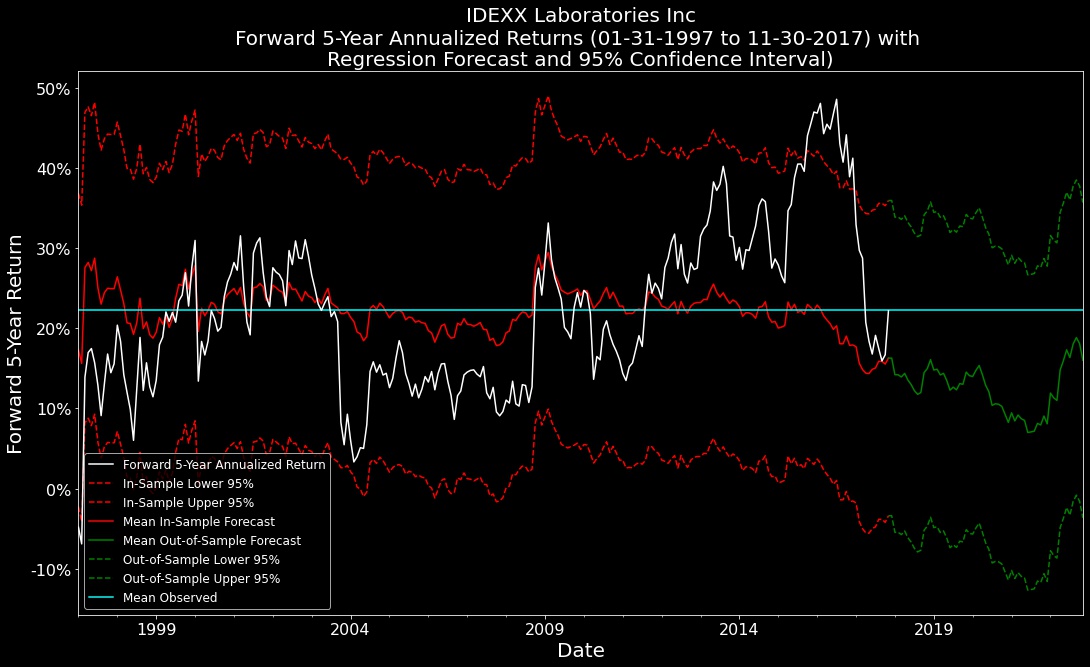 IDEXX Laboratories Inc
Forward 5-Year Annualized Returns (01-31-1997 to 11-30-2017) with
Regression Forecast and 95% Confidence Interval)
Forward 5-Year Return
50%
40%
30%
20%
10%
0%
-10%
Forward 5-Year Annualized Return
In-Sample Lower 95%
In-Sample Upper 95%
Mean In-Sample Forecast
Mean Out-of-Sample Forecast
Out-of-Sample Lower 95%
Out-of-Sample Upper 95%
Mean Observed
1999
2004
2009
2014
2019
Date